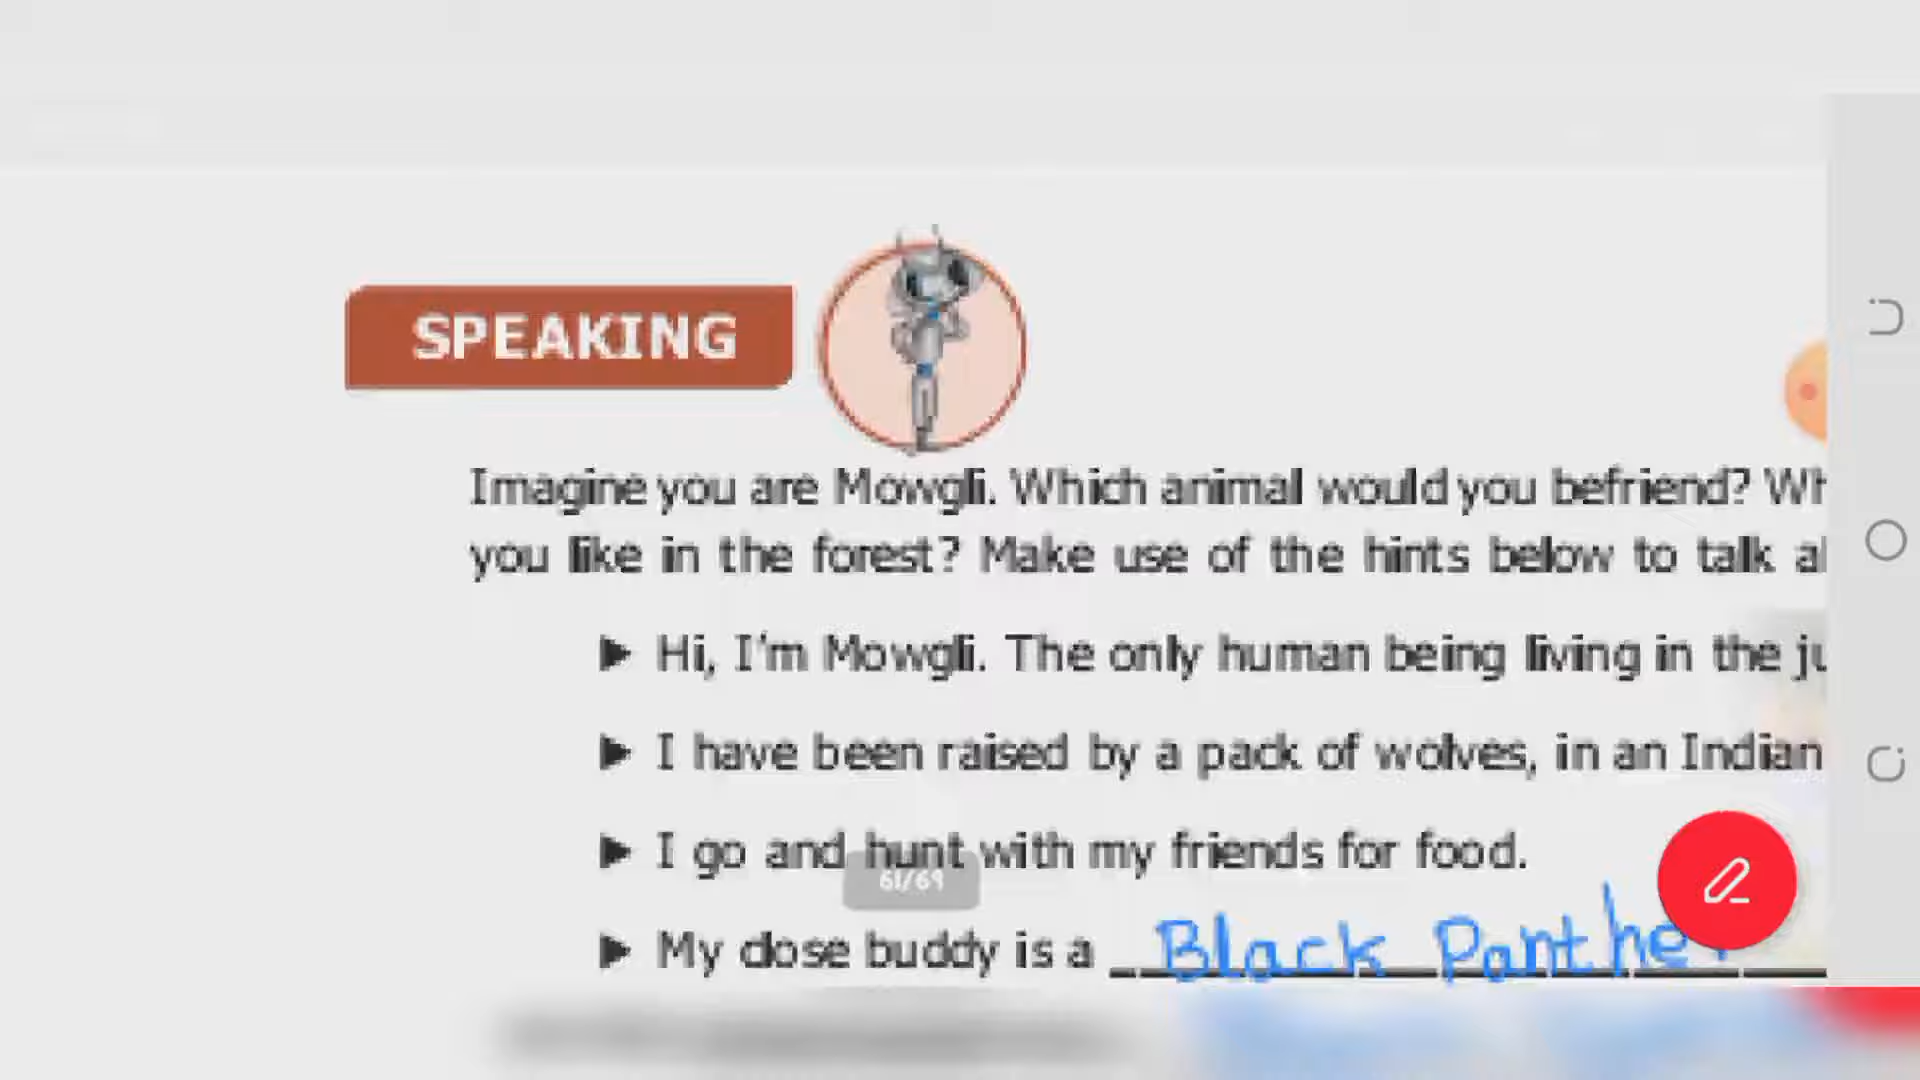 SPEAKING
Imagine you are Mowgli. Which animal would you befriend?
you like in the forest? Make use of the hints below to talk
Hi, I'm Mowgli. The only human being living in the
I have been raised by a pack of wolves, in an Indian
I go and hunt with my friends for food.
61/69
My close buddy is a Black Panther